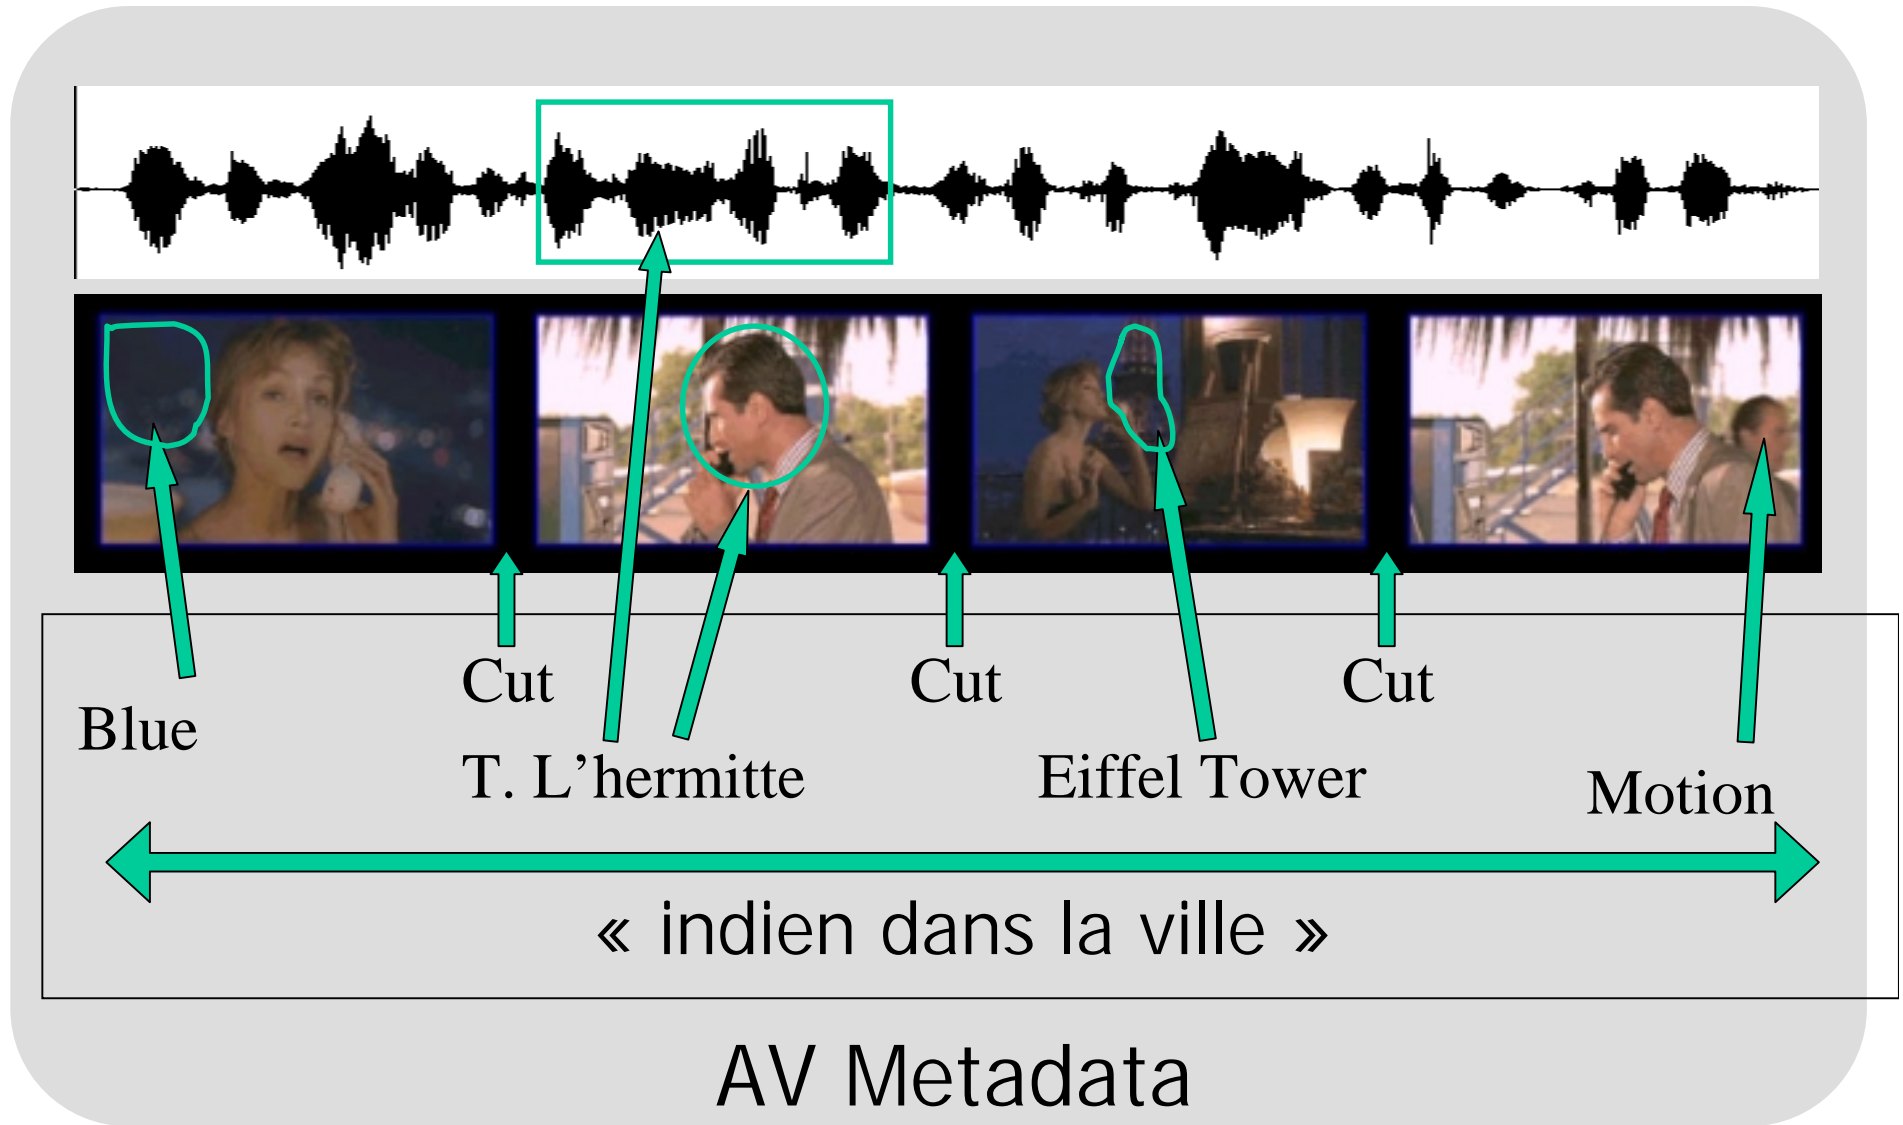 Cut Cut Cut
Blue
T. L’hermitte Eiffel Tower
Motion
« indien dans la ville »
AV Metadata